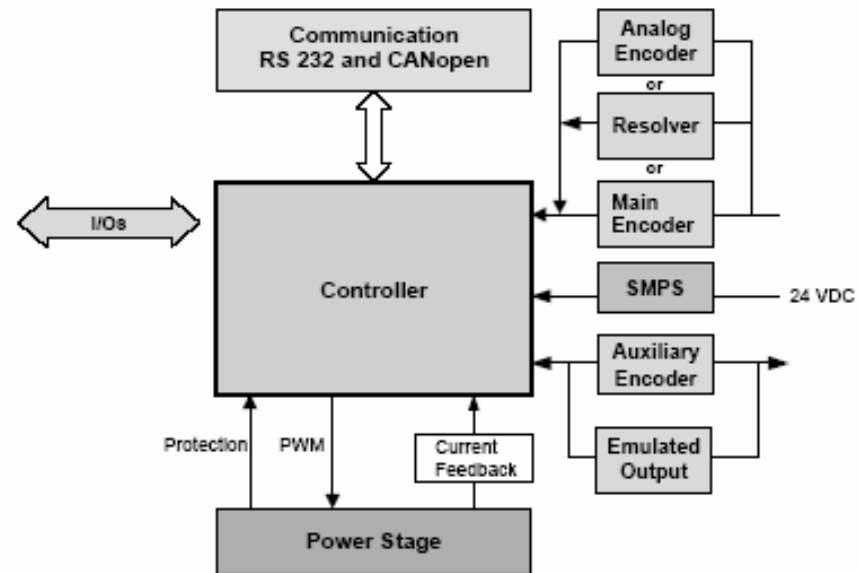 Communication
RS 232 and CANopen
Analog
Encoder
or
Resolver
or
Main
Encoder
I/Os
Controller
SMPS
24 VDC
Auxiliary
Encoder
Protection
PWM
Current
Feedback
Emulated
Output
Power Stage